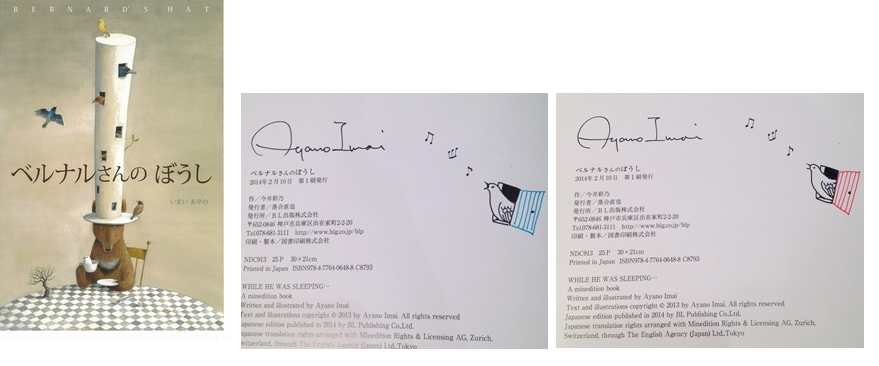 BERNARD'S HAT
ベルナルさんの ぼうし
いまい あやの
Ayano Imai
ベルナルさんのぼうし
2014年2月10日 第1刷発行
作／今井彩乃
発行者／落合直也
発行所／BL出版株式会社
〒652-0846 神戸市兵庫区出在家町2-2-20
Tel.078-681-3111 http://www.blg.co.jp/blp
印刷・製本／図書印刷株式会社
NDC913 25P 30×21cm
Printed in Japan ISBN978-4-7764-0648-8 C8793
WHILE HE WAS SLEEPING…
A minedition book
Written and illustrated by Ayano Imai
Text and illustrations copyright © 2013 by Ayano Imai. All rights reserved
Japanese edition published in 2014 by BL Publishing Co.,Ltd.
Japanese translation rights arranged with Minedition Rights & Licensing AG, Zurich,
Switzerland, through The English Agency (Japan) Ltd.,Tokyo
Ayano Imai
ベルナルさんのぼうし
2014年2月10日 第1刷発行
作／今井彩乃
発行者／落合直也
発行所／BL出版株式会社
〒652-0846 神戸市兵庫区出在家町2-2-20
Tel.078-681-3111 http://www.blg.co.jp/blp
印刷・製本／図書印刷株式会社
NDC913 25P 30×21cm
Printed in Japan ISBN978-4-7764-0648-8 C8793
WHILE HE WAS SLEEPING…
A minedition book
Written and illustrated by Ayano Imai
Text and illustrations copyright © 2013 by Ayano Imai. All rights reserved
Japanese edition published in 2014 by BL Publishing Co.,Ltd.
Japanese translation rights arranged with Minedition Rights & Licensing AG, Zurich,
Switzerland, through The English Agency (Japan) Ltd.,Tokyo